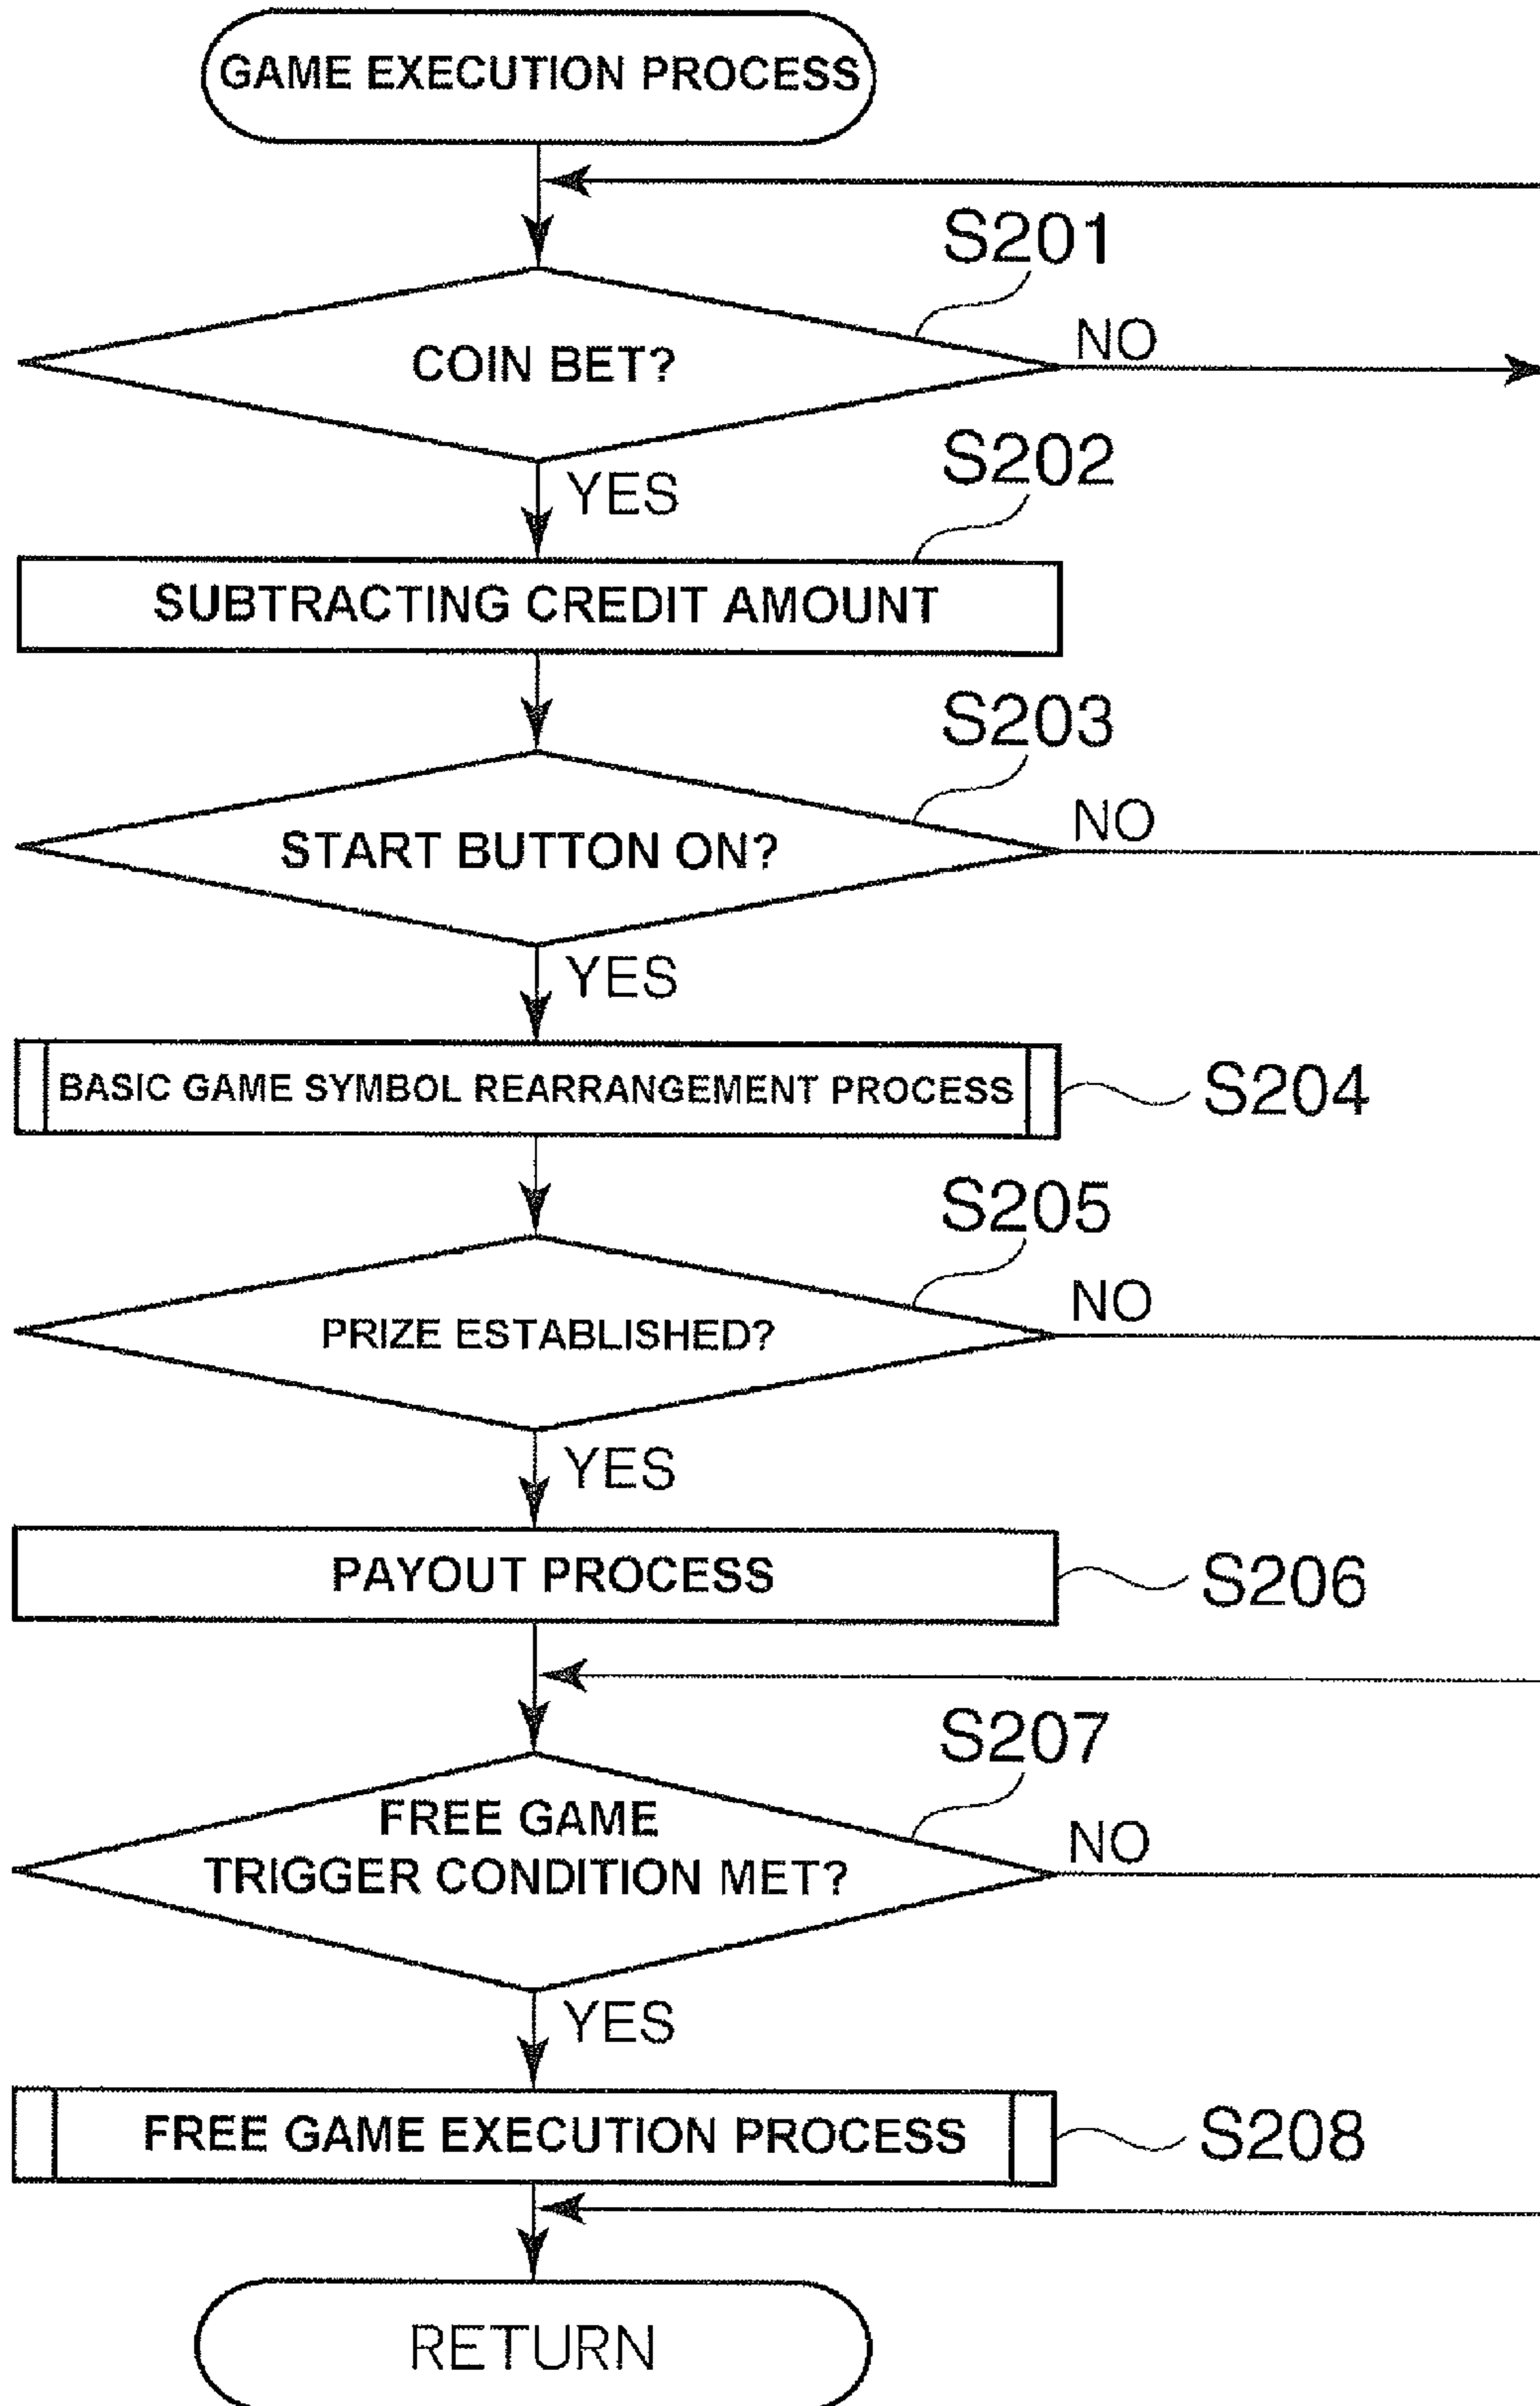 GAME EXECUTION PROCESS
S201
COIN BET?
NO
YES
S202
SUBTRACTING CREDIT AMOUNT
S203
START BUTTON ON?
NO
YES
BASIC GAME SYMBOL REARRANGEMENT PROCESS
S204
S205
PRIZE ESTABLISHED?
NO
YES
PAYOUT PROCESS
S206
S207
FREE GAME
TRIGGER CONDITION MET?
NO
YES
FREE GAME EXECUTION PROCESS
S208
RETURN